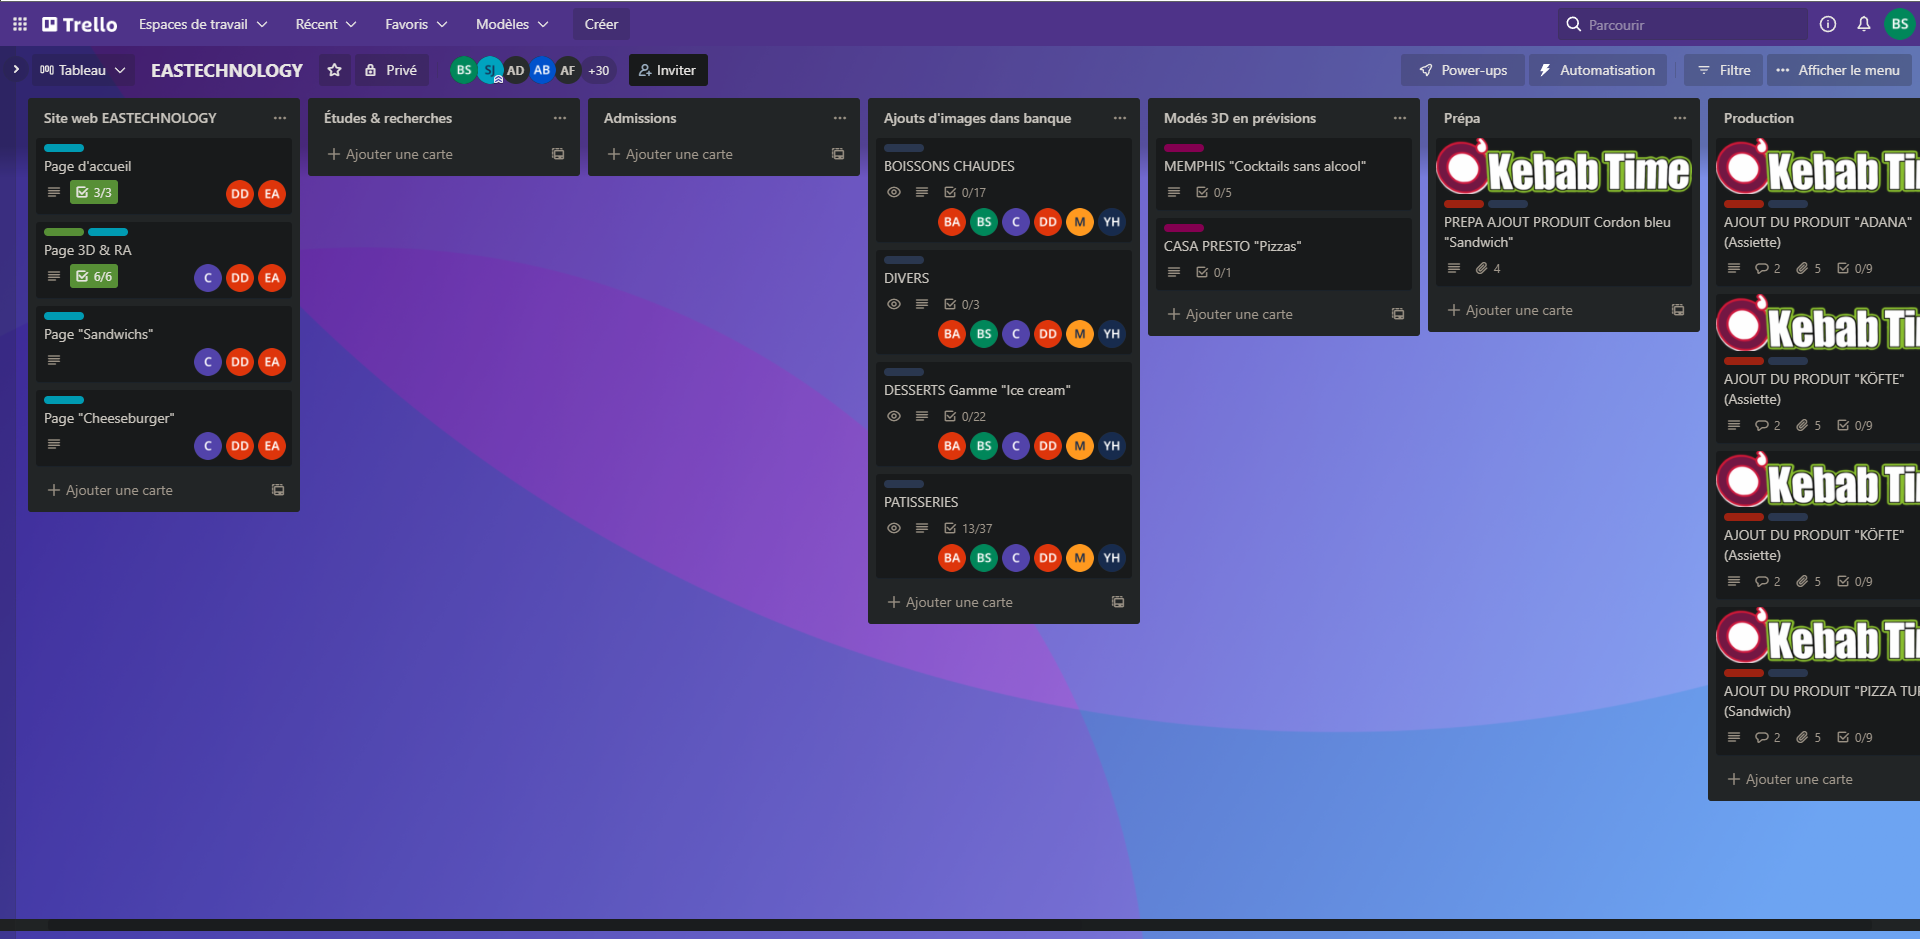 Trello
Espaces de travail
Récent
Favoris
Modèles
Créer
Parcourir
BS
Tableau
EASTECHNOLOGY
Privé
BS
SJ
AD
AB
AF
+30
Inviter
Power-ups
Automatisation
Filtre
Afficher le menu
Site web EASTECHNOLOGY
Page d'accueil
3/3
DD EA
Page 3D & RA
6/6
C DD EA
Page "Sandwichs"
C DD EA
Page "Cheeseburger"
C DD EA
Ajouter une carte
Études & recherches
Ajouter une carte
Admissions
Ajouter une carte
Ajouts d'images dans banque
BOISSONS CHAUDES
0/17
BA BS C DD M YH
DIVERS
0/3
BA BS C DD M YH
DESSERTS Gamme "Ice cream"
0/22
BA BS C DD M YH
PATISSERIES
13/37
BA BS C DD M YH
Ajouter une carte
Modés 3D en prévisions
MEMPHIS "Cocktails sans alcool"
0/5
CASA PRESTO "Pizzas"
0/1
Ajouter une carte
Prépa
Kebab Time
PREPA AJOUT PRODUIT Cordon bleu
"Sandwich"
4
Ajouter une carte
Production
Kebab Ti
AJOUT DU PRODUIT "ADANA"
(Assiette)
2 5 0/9
Kebab Ti
AJOUT DU PRODUIT "KÖFTE"
(Assiette)
2 5 0/9
Kebab Ti
AJOUT DU PRODUIT "KÖFTE"
(Assiette)
2 5 0/9
Kebab Ti
AJOUT DU PRODUIT "PIZZA TU
(Sandwich)
2 5 0/9
Ajouter une carte